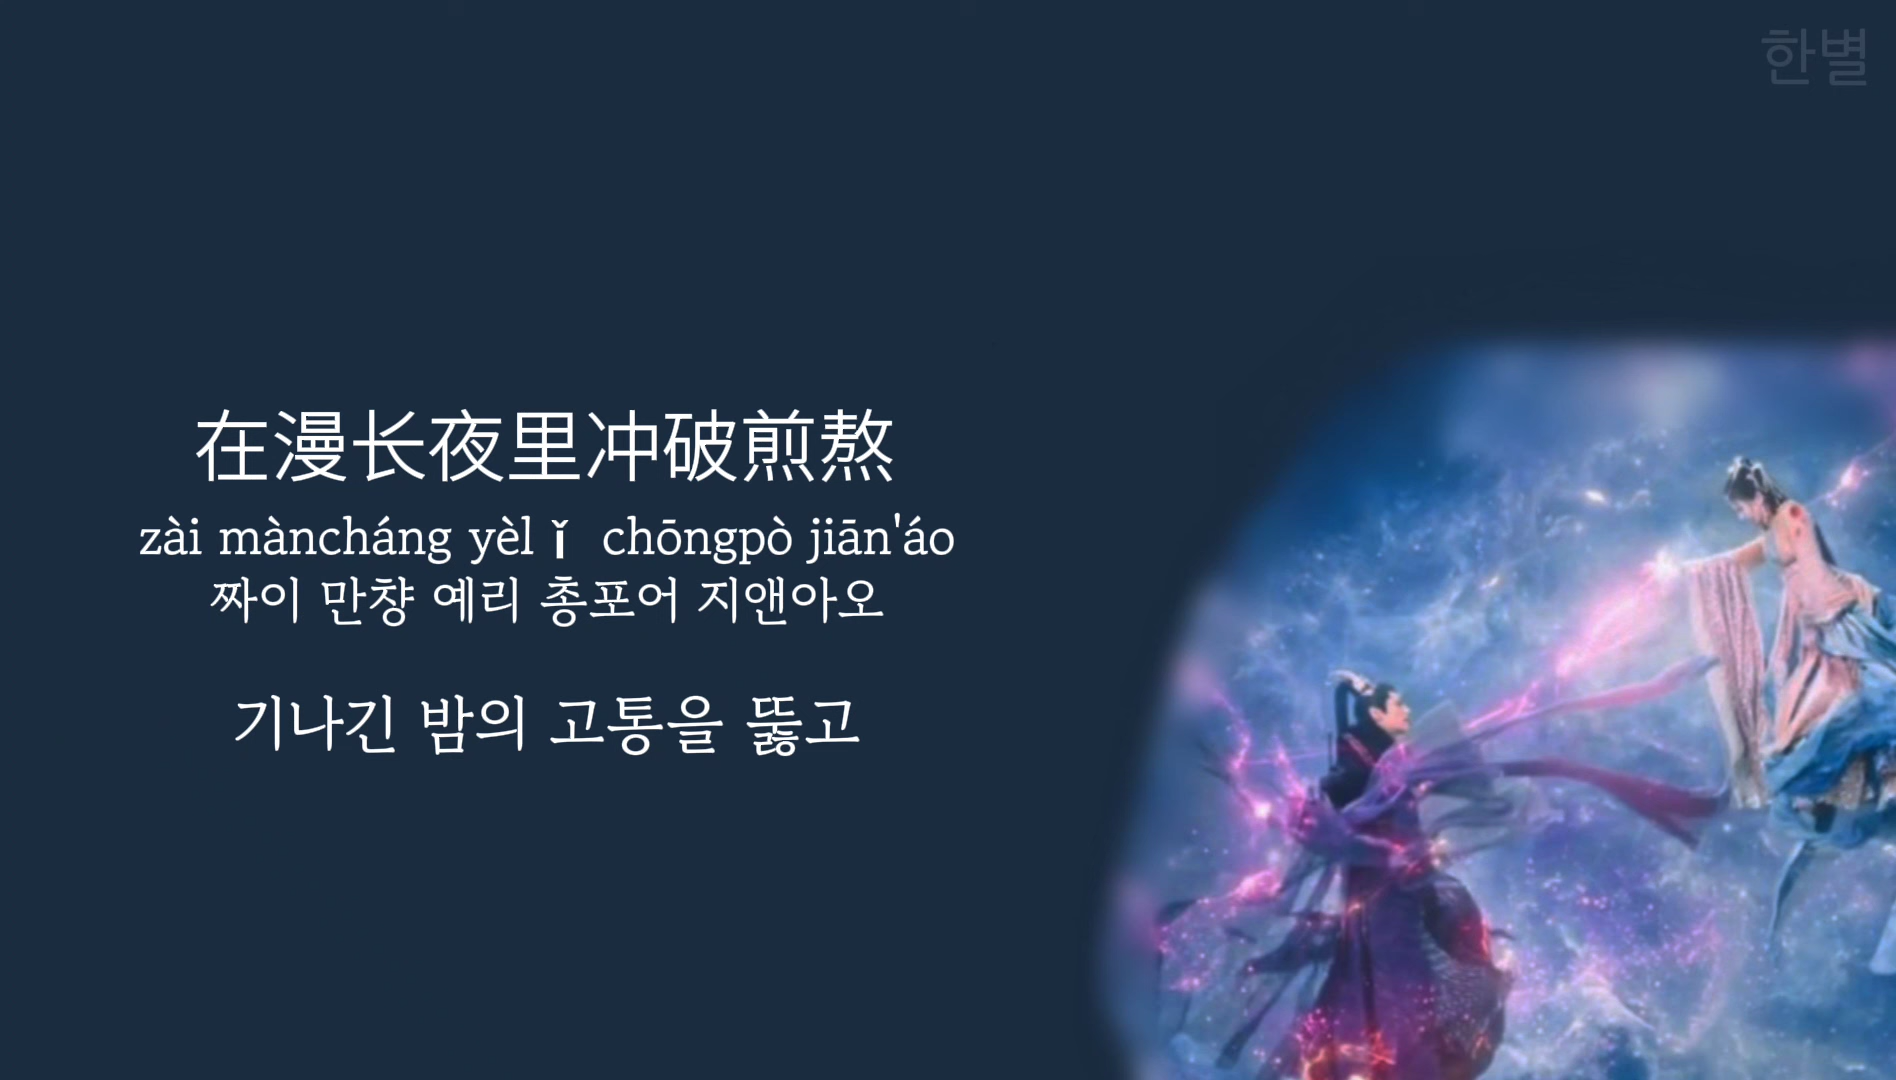 한별
在漫长夜里冲破煎熬
zài màncháng yèlǐ chōngpò jiān'áo
짜이 만챵 예리 총포어 지앤아오
기나긴 밤의 고통을 뚫고